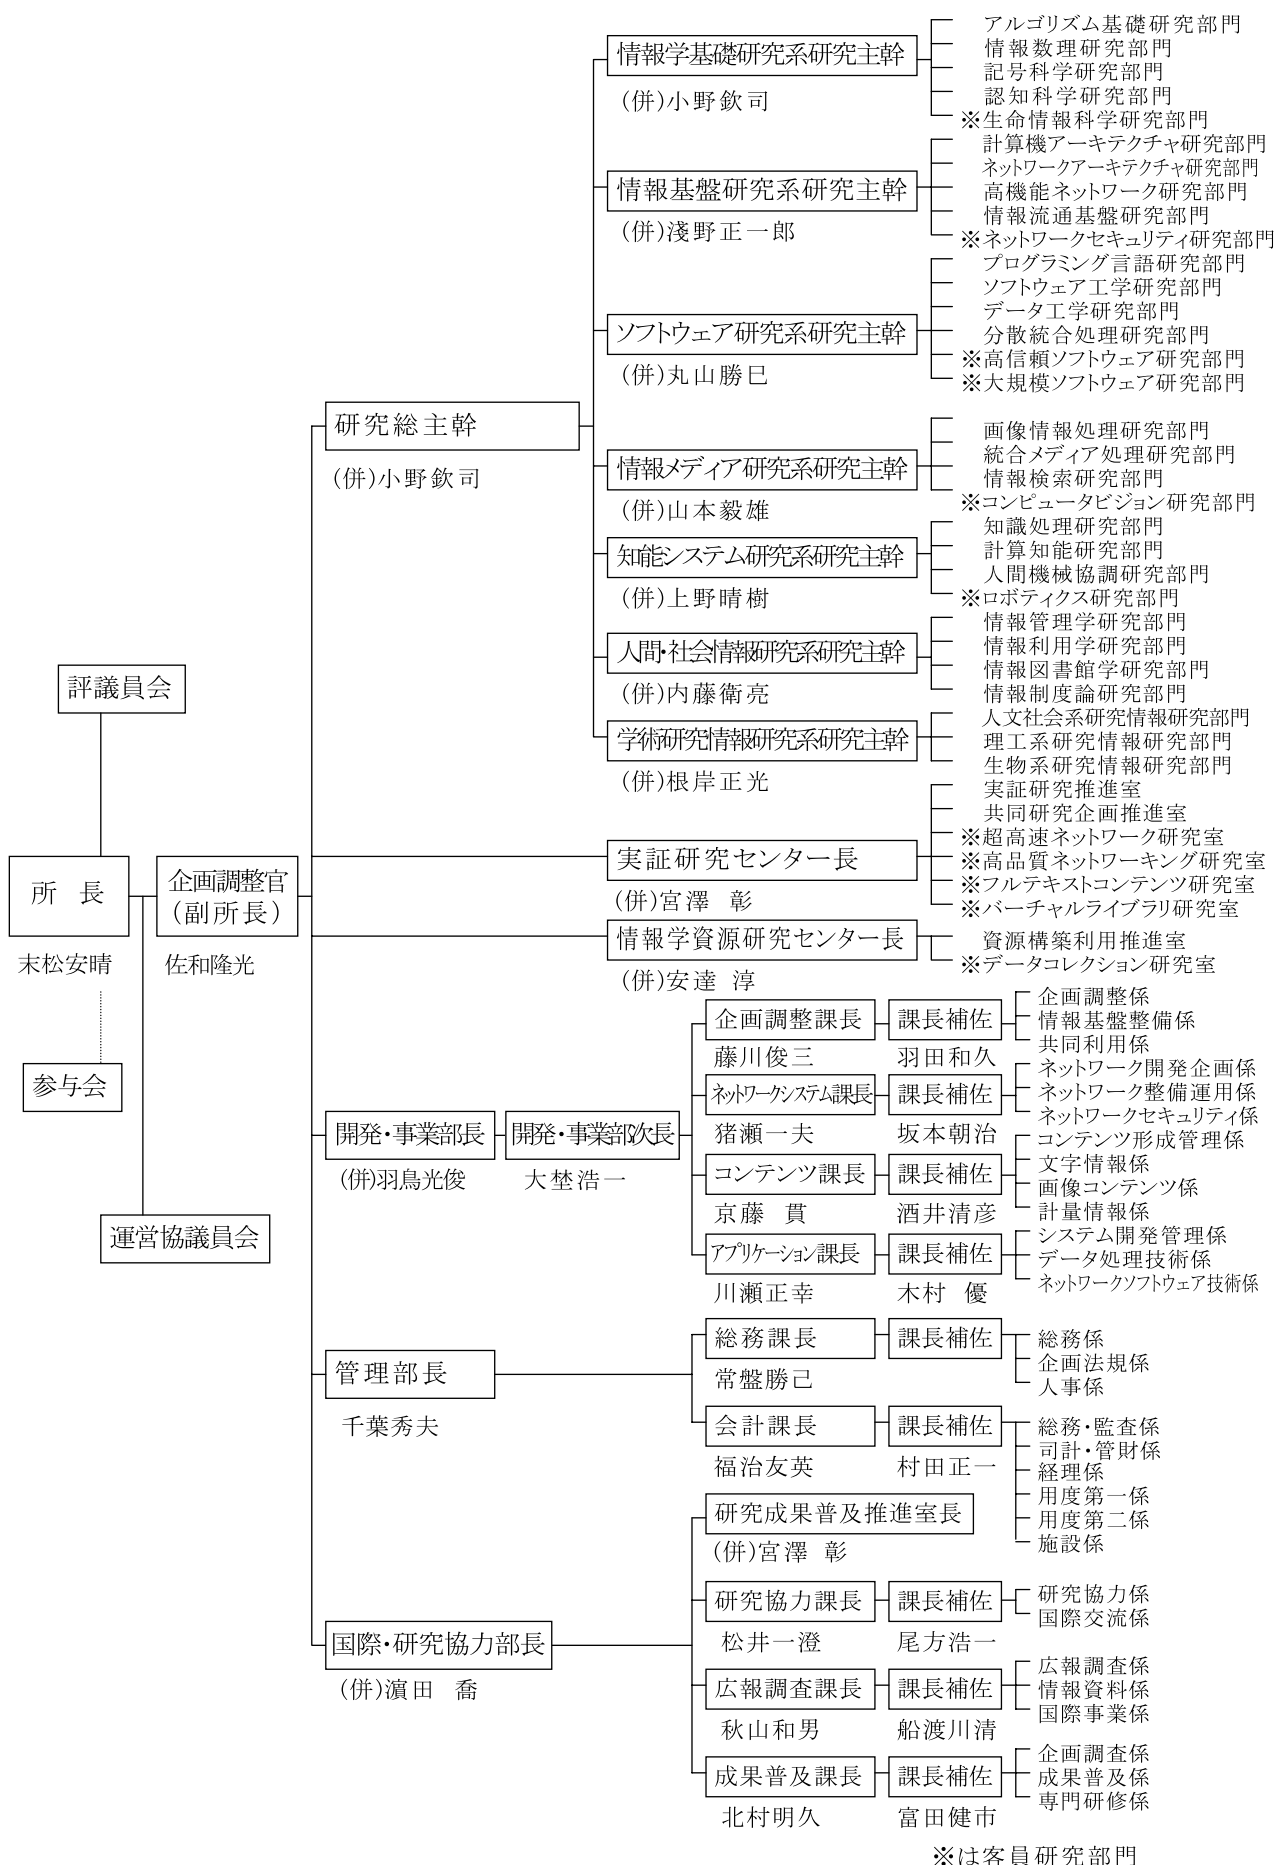 評議員会
所　長
末松安晴
参与会
運営協議員会
企画調整官
(副所長)
佐和隆光
研究総主幹
(併)小野欽司
情報学基礎研究系研究主幹
(併)小野欽司
アルゴリズム基礎研究部門
情報数理研究部門
記号科学研究部門
認知科学研究部門
※生命情報科学研究部門
情報基盤研究系研究主幹
(併)淺野正一郎
計算機アーキテクチャ研究部門
ネットワークアーキテクチャ研究部門
高機能ネットワーク研究部門
情報流通基盤研究部門
※ネットワークセキュリティ研究部門
ソフトウェア研究系研究主幹
(併)丸山勝巳
プログラミング言語研究部門
ソフトウェア工学研究部門
データ工学研究部門
分散統合処理研究部門
※高信頼ソフトウェア研究部門
※大規模ソフトウェア研究部門
情報メディア研究系研究主幹
(併)山本毅雄
画像情報処理研究部門
統合メディア処理研究部門
情報検索研究部門
※コンピュータビジョン研究部門
知能システム研究系研究主幹
(併)上野晴樹
知識処理研究部門
計算知能研究部門
人間機械協調研究部門
※ロボティクス研究部門
人間・社会情報研究系研究主幹
(併)内藤衛亮
情報管理学研究部門
情報利用学研究部門
情報図書館学研究部門
情報制度論研究部門
学術研究情報研究系研究主幹
(併)根岸正光
人文社会系研究情報研究部門
理工系研究情報研究部門
生物系研究情報研究部門
実証研究センター長
(併)宮澤　彰
実証研究推進室
共同研究企画推進室
※超高速ネットワーク研究室
※高品質ネットワーキング研究室
※フルテキストコンテンツ研究室
※バーチャルライブラリ研究室
情報学資源研究センター長
(併)安達 淳
資源構築利用推進室
※データコレクション研究室
開発・事業部長
(併)羽鳥光俊
開発・事業部次長
大埜浩一
企画調整課長
藤川俊三
課長補佐
羽田和久
企画調整係
情報基盤整備係
共同利用係
ネットワークシステム課長
猪瀬一夫
課長補佐
坂本朝治
ネットワーク開発企画係
ネットワーク整備運用係
ネットワークセキュリティ係
コンテンツ課長
京藤　貫
課長補佐
酒井清彦
コンテンツ形成管理係
文字情報係
画像コンテンツ係
計量情報係
アプリケーション課長
川瀬正幸
課長補佐
木村　優
システム開発管理係
データ処理技術係
ネットワークソフトウェア技術係
管理部長
千葉秀夫
総務課長
常盤勝己
課長補佐
総務係
企画法規係
人事係
会計課長
福治友英
課長補佐
村田正一
総務・監査係
司計・管財係
経理係
用度第一係
用度第二係
施設係
国際・研究協力部長
(併)濵田　喬
研究成果普及推進室長
(併)宮澤　彰
研究協力課長
松井一澄
課長補佐
尾方浩一
研究協力係
国際交流係
広報調査課長
秋山和男
課長補佐
船渡川清
広報調査係
情報資料係
国際事業係
成果普及課長
北村明久
課長補佐
富田健市
企画調査係
成果普及係
専門研修係
※は客員研究部門